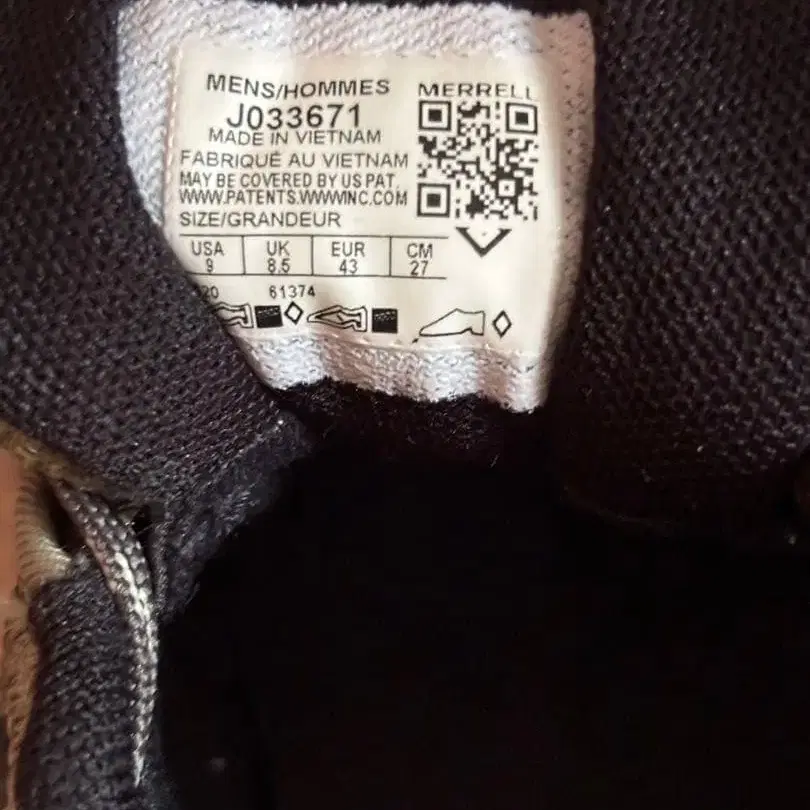 MENS/HOMMES MERRELL
J033671
MADE IN VIETNAM
FABRIQUÉ AU VIETNAM
MAY BE COVERED BY US PAT.
WWW.PATENTS.WWWINC.COM
SIZE/GRANDEUR
USA UK EUR CM
9 8.5 43 27
20 61374